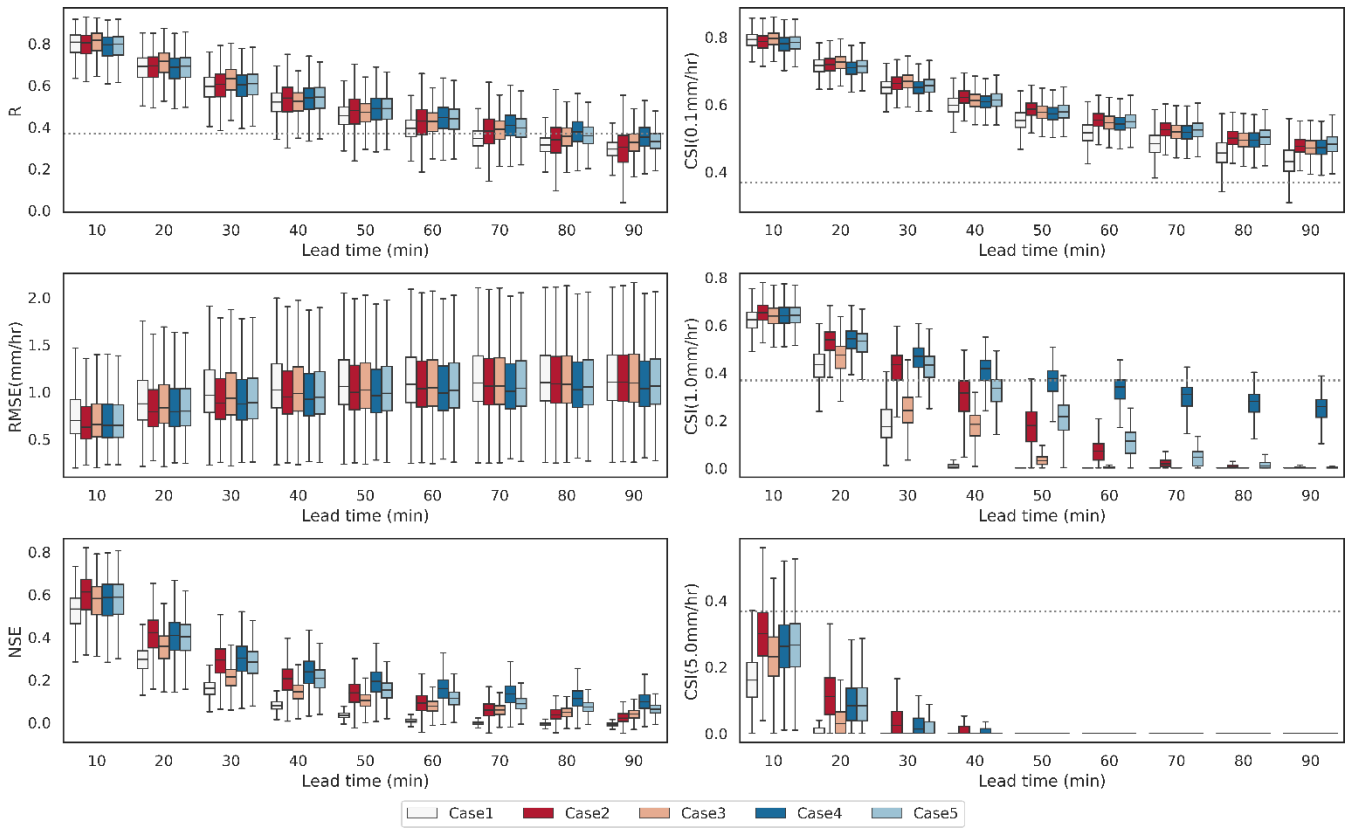 R
0.8
0.6
0.4
0.2
0.0
10 20 30 40 50 60 70 80 90
Lead time (min)
CSI(0.1mm/hr)
0.8
0.6
0.4
10 20 30 40 50 60 70 80 90
Lead time (min)
RMSE(mm/hr)
2.0
1.5
1.0
0.5
10 20 30 40 50 60 70 80 90
Lead time (min)
CSI(1.0mm/hr)
0.8
0.6
0.4
0.2
0.0
10 20 30 40 50 60 70 80 90
Lead time (min)
NSE
0.8
0.6
0.4
0.2
0.0
10 20 30 40 50 60 70 80 90
Lead time (min)
CSI(5.0mm/hr)
0.4
0.2
0.0
10 20 30 40 50 60 70 80 90
Lead time (min)
Case1 Case2 Case3 Case4 Case5